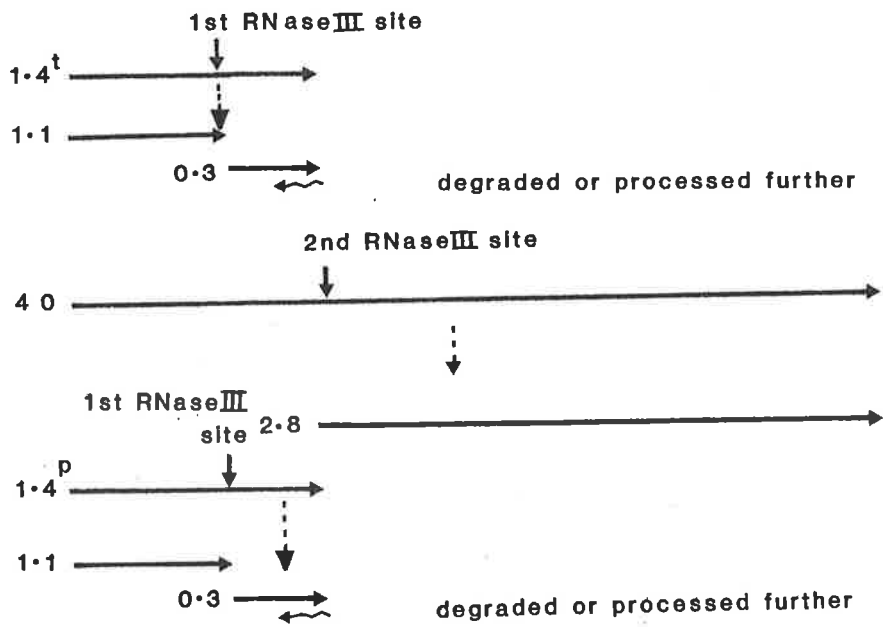 1st RNaseIII site
1·4t
1·1
0·3
degraded or processed further
2nd RNaseIII site
4 0
1st RNaseIII
site
2·8
1·4p
1·1
0·3
degraded or processed further